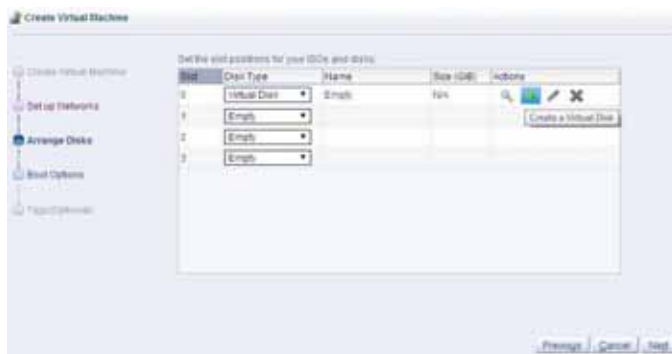 Create Virtual Machine
Set the slot positions for your ISOs and disks:
Create Virtual Machine
Set up Networks
Arrange Disks
Boot Options
Tags (Optional)
Slot Disk Type Name Size (GiB) Actions
0 Virtual Disk Empty N/A
Create a Virtual Disk
1 Empty
2 Empty
3 Empty
Previous Cancel Next